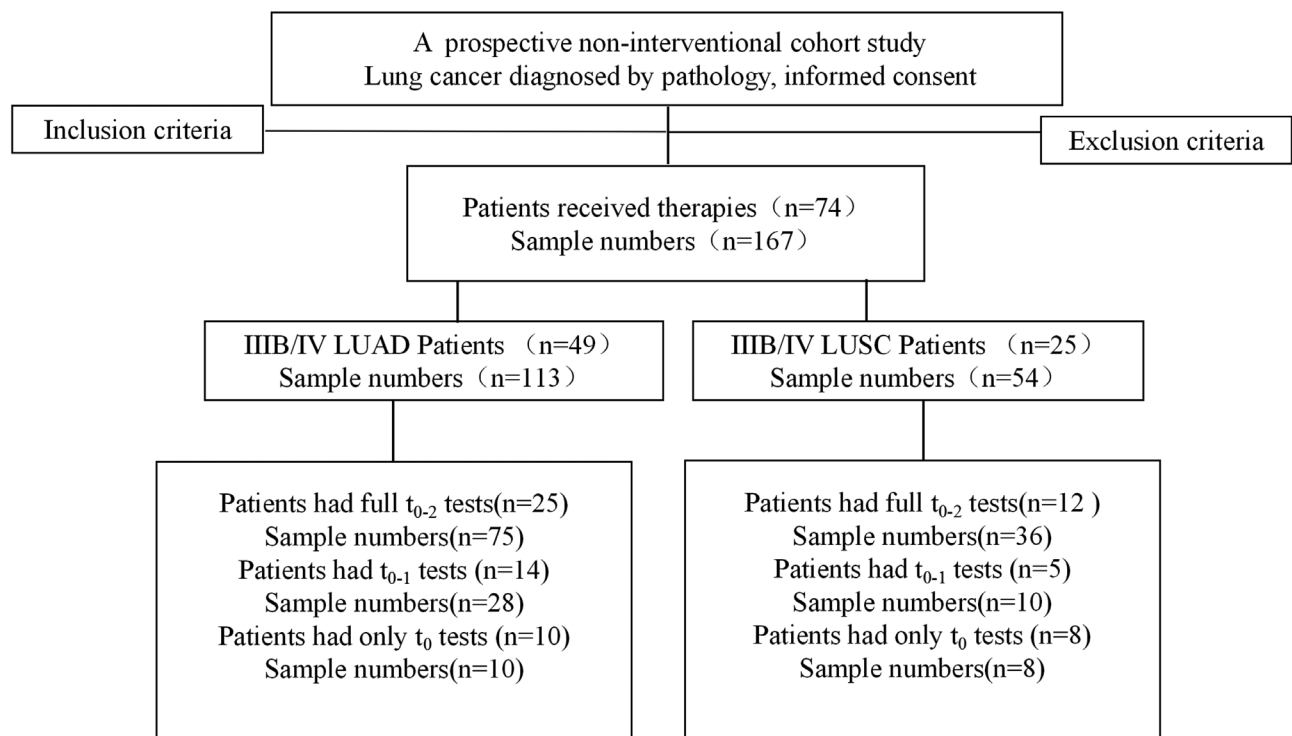 A prospective non-interventional cohort study
Lung cancer diagnosed by pathology, informed consent
Inclusion criteria
Exclusion criteria
Patients received therapies（n=74）
Sample numbers（n=167）
IIIB/IV LUAD Patients （n=49）
Sample numbers（n=113）
IIIB/IV LUSC Patients （n=25）
Sample numbers（n=54）
Patients had full t0-2 tests(n=25)
Sample numbers(n=75)
Patients had t0-1 tests (n=14)
Sample numbers(n=28)
Patients had only t0 tests (n=10)
Sample numbers(n=10)
Patients had full t0-2 tests(n=12 )
Sample numbers(n=36)
Patients had t0-1 tests (n=5)
Sample numbers(n=10)
Patients had only t0 tests (n=8)
Sample numbers(n=8)